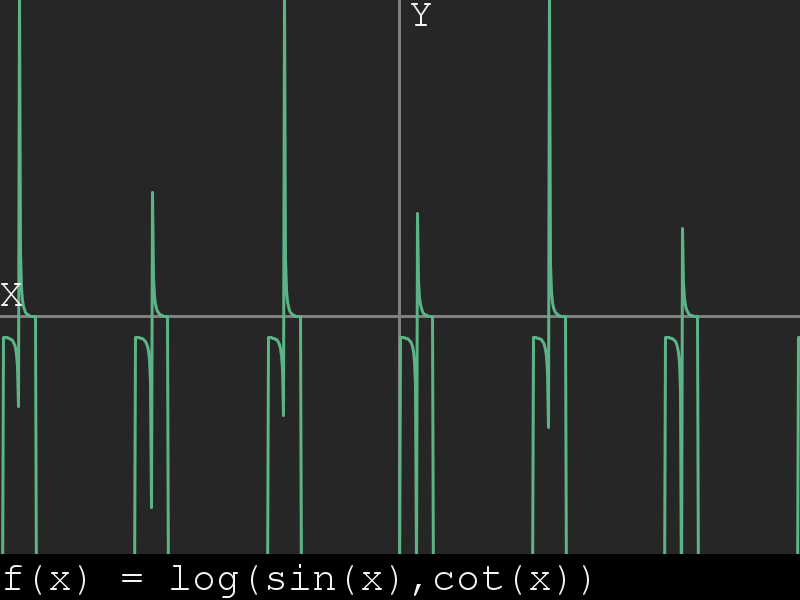 Y
X
f(x) = log(sin(x),cot(x))